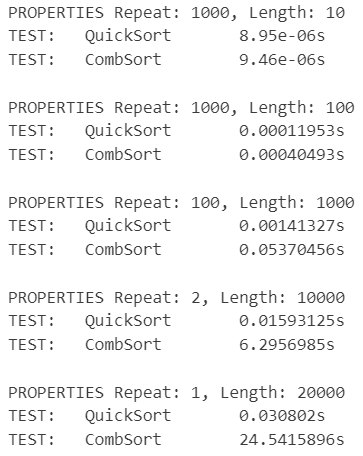 PROPERTIES Repeat: 1000, Length: 10
TEST: QuickSort 8.95e-06s
TEST: CombSort 9.46e-06s
PROPERTIES Repeat: 1000, Length: 100
TEST: QuickSort 0.00011953s
TEST: CombSort 0.00040493s
PROPERTIES Repeat: 100, Length: 1000
TEST: QuickSort 0.00141327s
TEST: CombSort 0.05370456s
PROPERTIES Repeat: 2, Length: 10000
TEST: QuickSort 0.01593125s
TEST: CombSort 6.2956985s
PROPERTIES Repeat: 1, Length: 20000
TEST: QuickSort 0.030802s
TEST: CombSort 24.5415896s